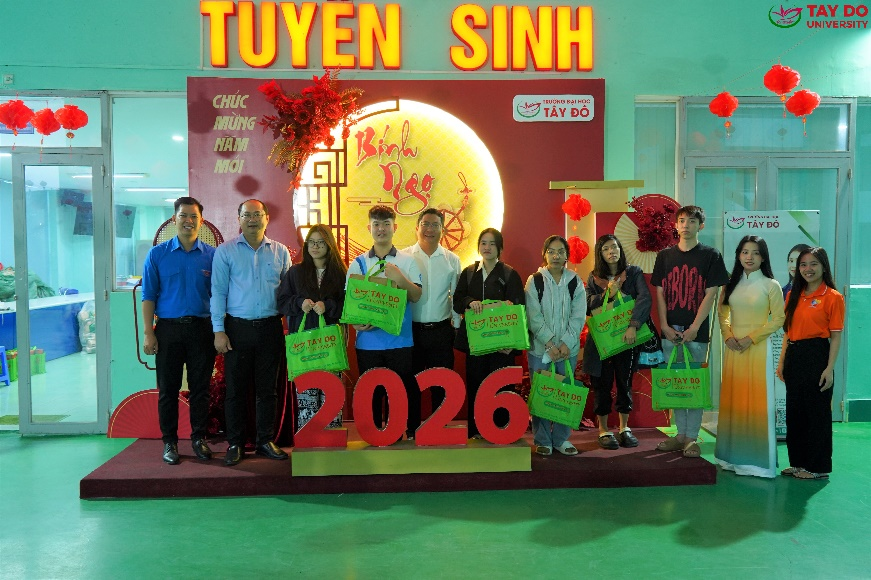 TUYỂN SINH
TAY DO
UNIVERSITY
CHÚC
MỪNG
NĂM
MỚI
TRƯỜNG ĐẠI HỌC
TÂY ĐÔ
Bính
Ngọ
TÂY ĐÔ
TAY DO
TAY DO
TAY DO
TAY DO
TAY DO
TAY DO
2026